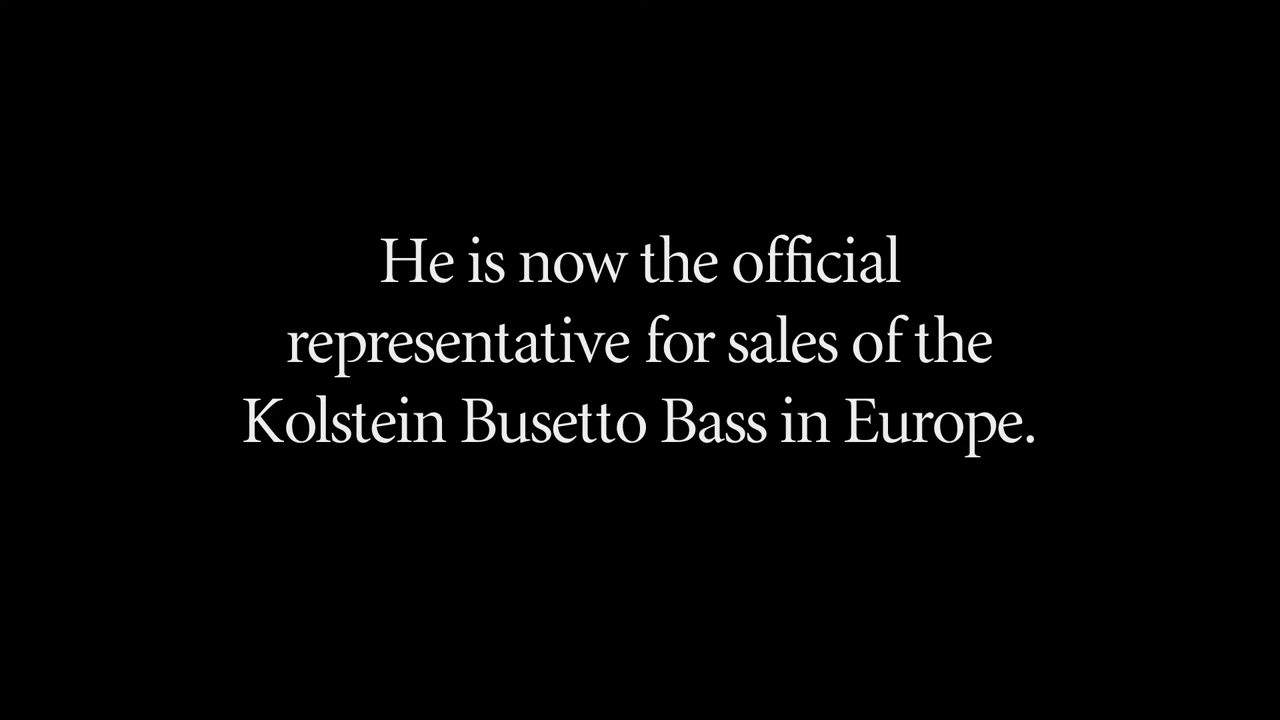 He is now the official
representative for sales of the
Kolstein Busetto Bass in Europe.